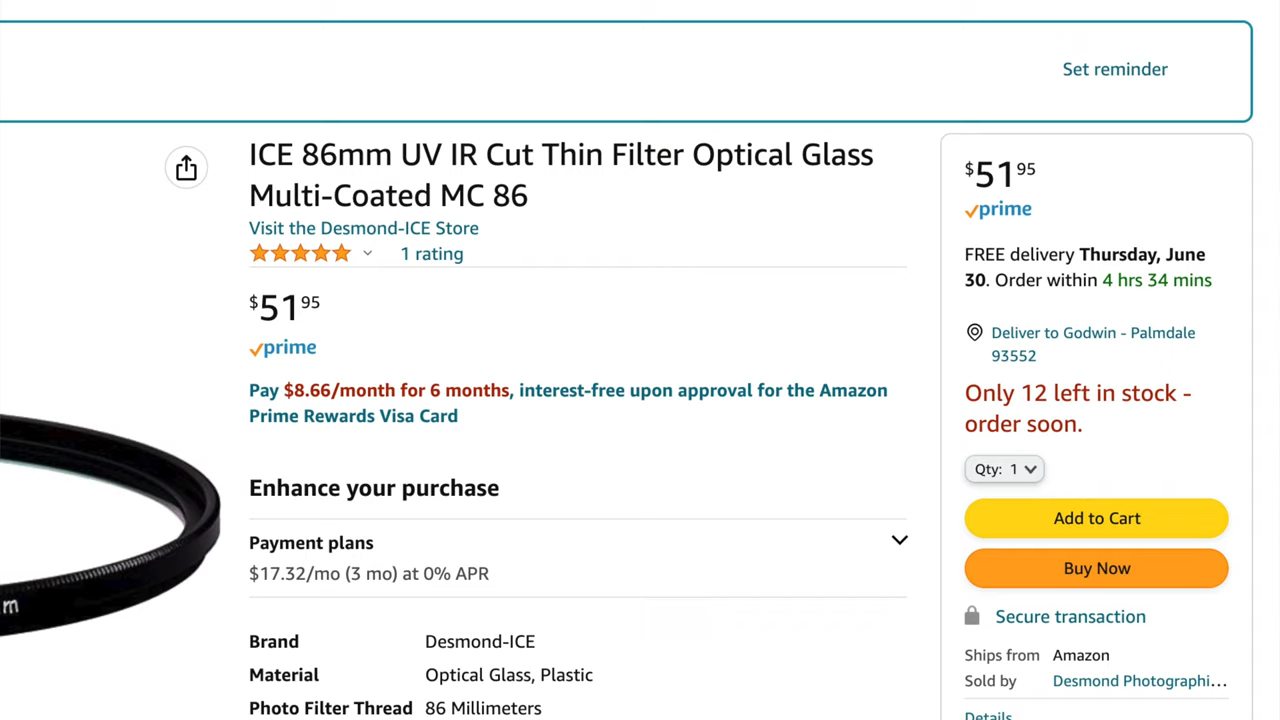 Set reminder
ICE 86mm UV IR Cut Thin Filter Optical Glass
Multi-Coated MC 86
Visit the Desmond-ICE Store
1 rating
$51 95
prime
Pay $8.66/month for 6 months, interest-free upon approval for the Amazon
Prime Rewards Visa Card
Enhance your purchase
Payment plans
$17.32/mo (3 mo) at 0% APR
Brand Desmond-ICE
Material Optical Glass, Plastic
Photo Filter Thread 86 Millimeters
m
$51 95
prime
FREE delivery Thursday, June
30. Order within 4 hrs 34 mins
Deliver to Godwin - Palmdale
93552
Only 12 left in stock -
order soon.
Qty: 1
Add to Cart
Buy Now
Secure transaction
Ships from Amazon
Sold by Desmond Photographi...
Details